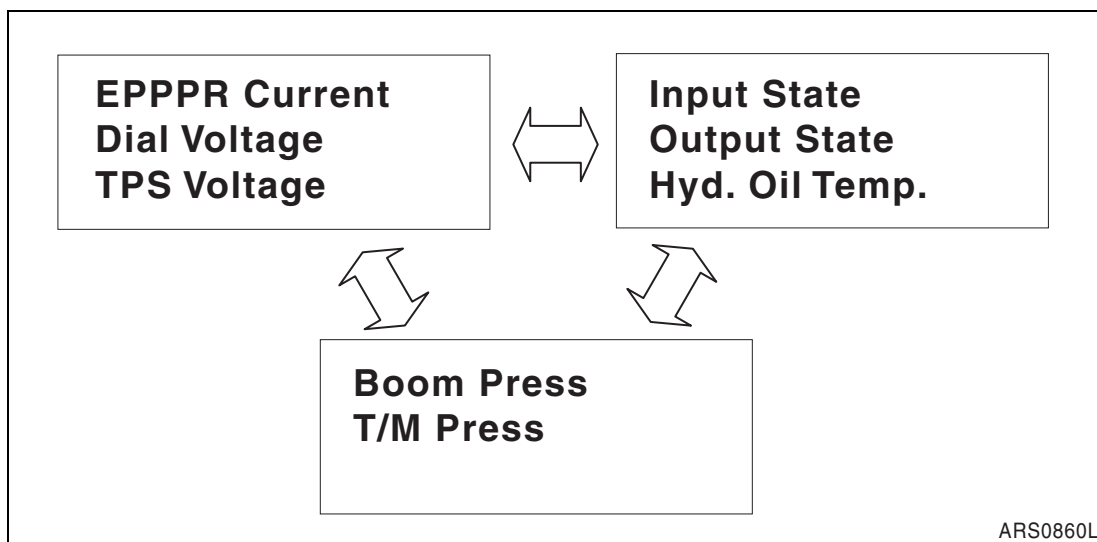 EPPPR Current
Dial Voltage
TPS Voltage
Input State
Output State
Hyd. Oil Temp.
Boom Press
T/M Press
ARS0860L